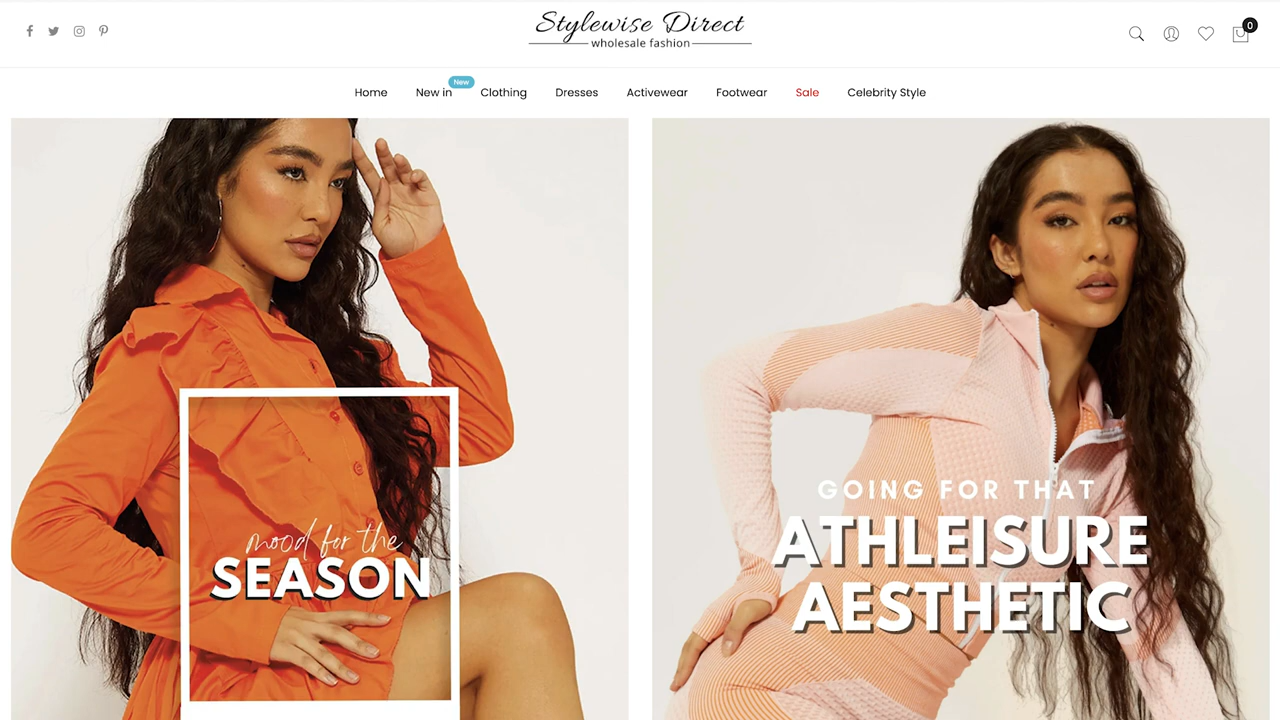 Stylewise Direct
wholesale fashion
0
Home New in New Clothing Dresses Activewear Footwear Sale Celebrity Style
mood for the
SEASON
GOING FOR THAT
ATHLEISURE
AESTHETIC